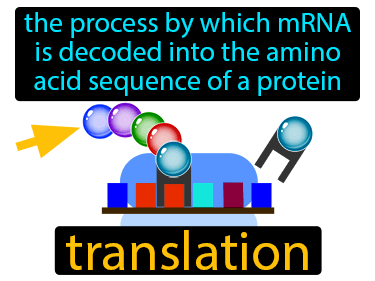 the process by which mRNA
is decoded into the amino
acid sequence of a protein
translation